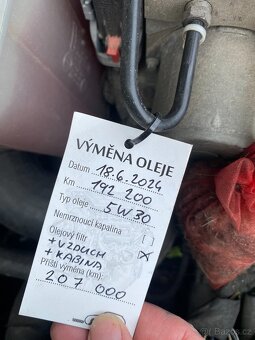 VÝMĚNA OLEJE
Datum 18.6.2024
Km 192 200
Typ oleje 5W30
Nemrznoucí kapalina [ ]
Olejový filtr [X]
+ VZDUCH
+ KABINA
Příští výměna (km):
207 000